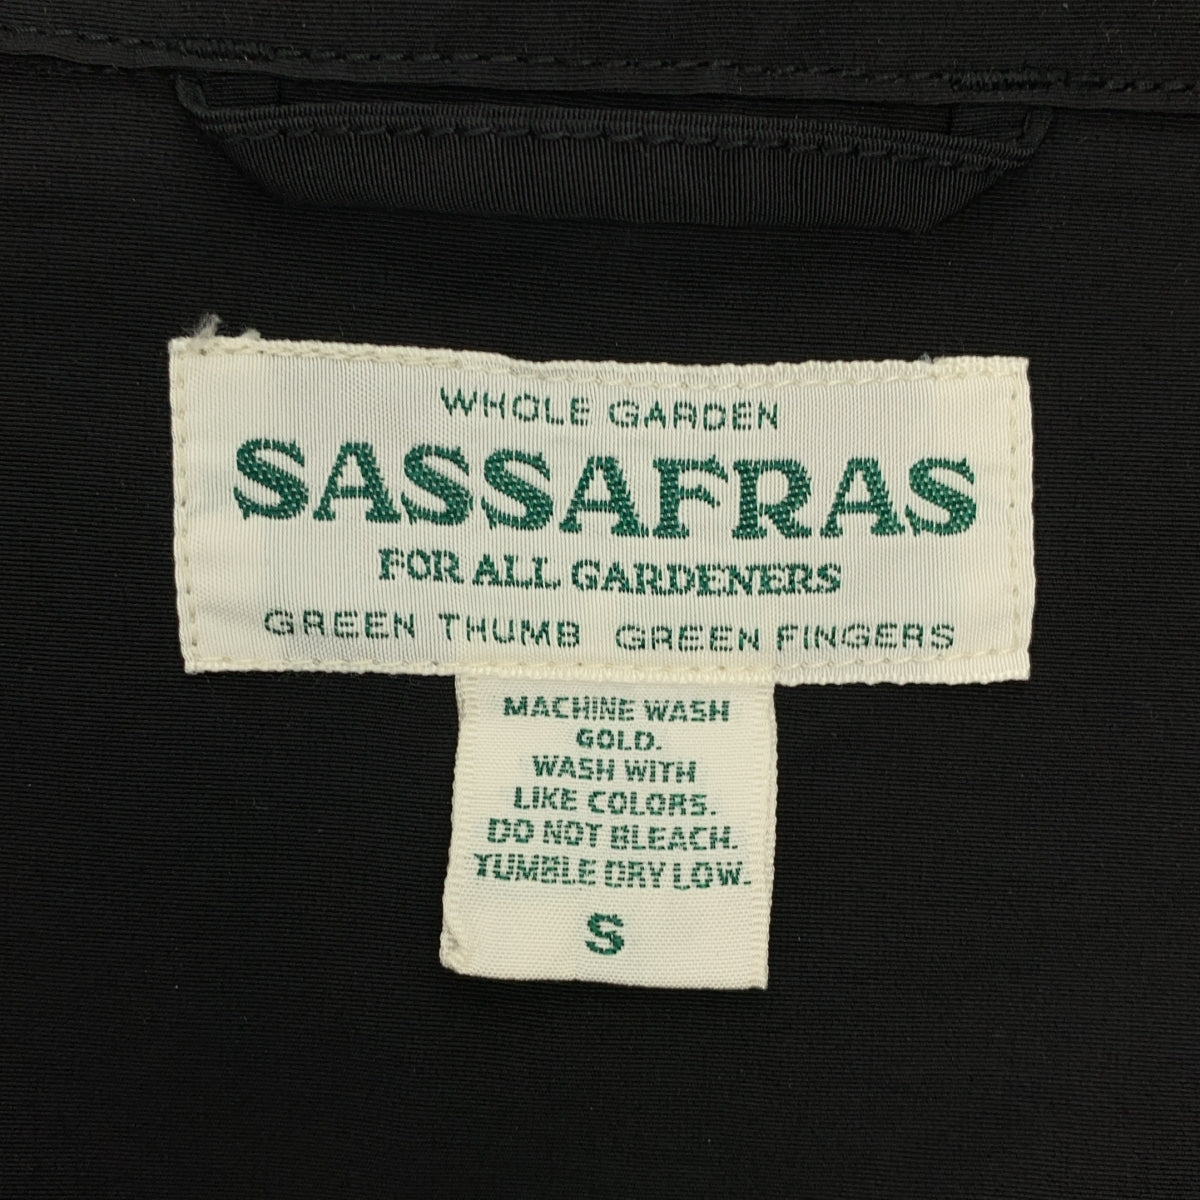 WHOLE GARDEN
SASSAFRAS
FOR ALL GARDENERS
GREEN THUMB GREEN FINGERS
MACHINE WASH
GOLD.
WASH WITH
LIKE COLORS.
DO NOT BLEACH.
TUMBLE DRY LOW.
S